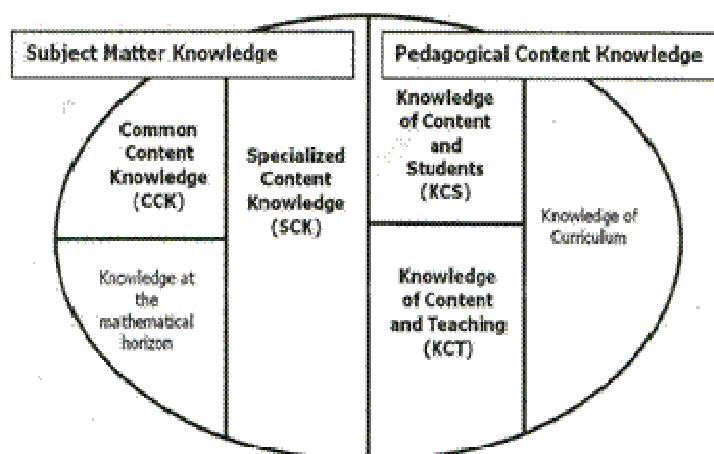 Subject Matter Knowledge
Pedagogical Content Knowledge
Common
Content
Knowledge
(CCK)
Specialized
Content
Knowledge
(SCK)
Knowledge
of Content
and
Students
(KCS)
Knowledge of
Curriculum
Knowledge at
the
mathematical
horizon
Knowledge
of Content
and Teaching
(KCT)